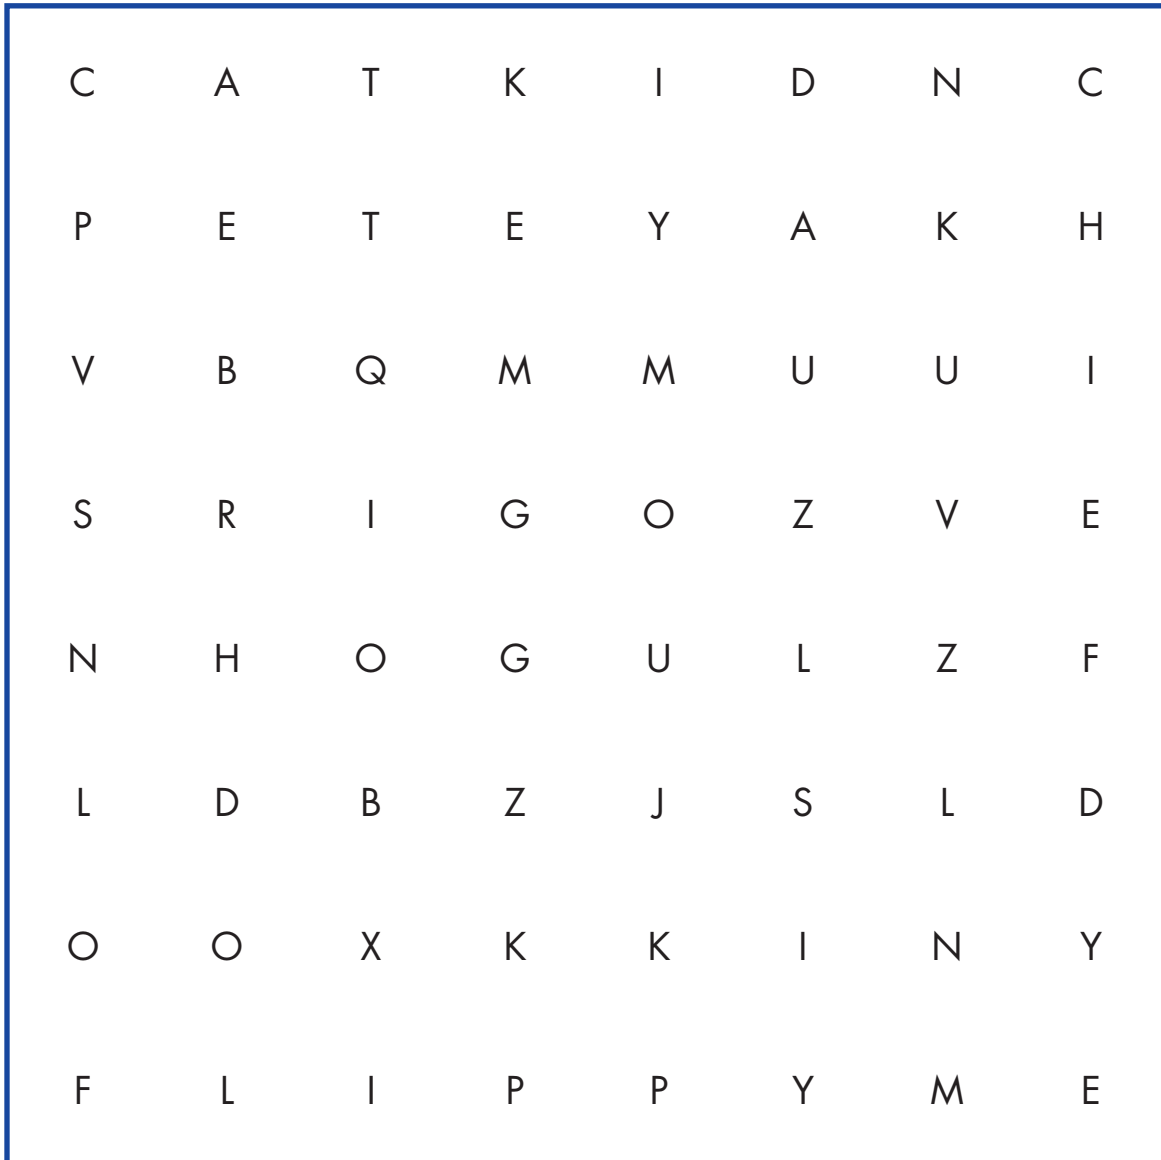 C A T K I D N C
P E T E Y A K H
V B Q M M U U I
S R I G O Z V E
N H O G U L Z F
L D B Z J S L D
O O X K K I N Y
F L I P P Y M E